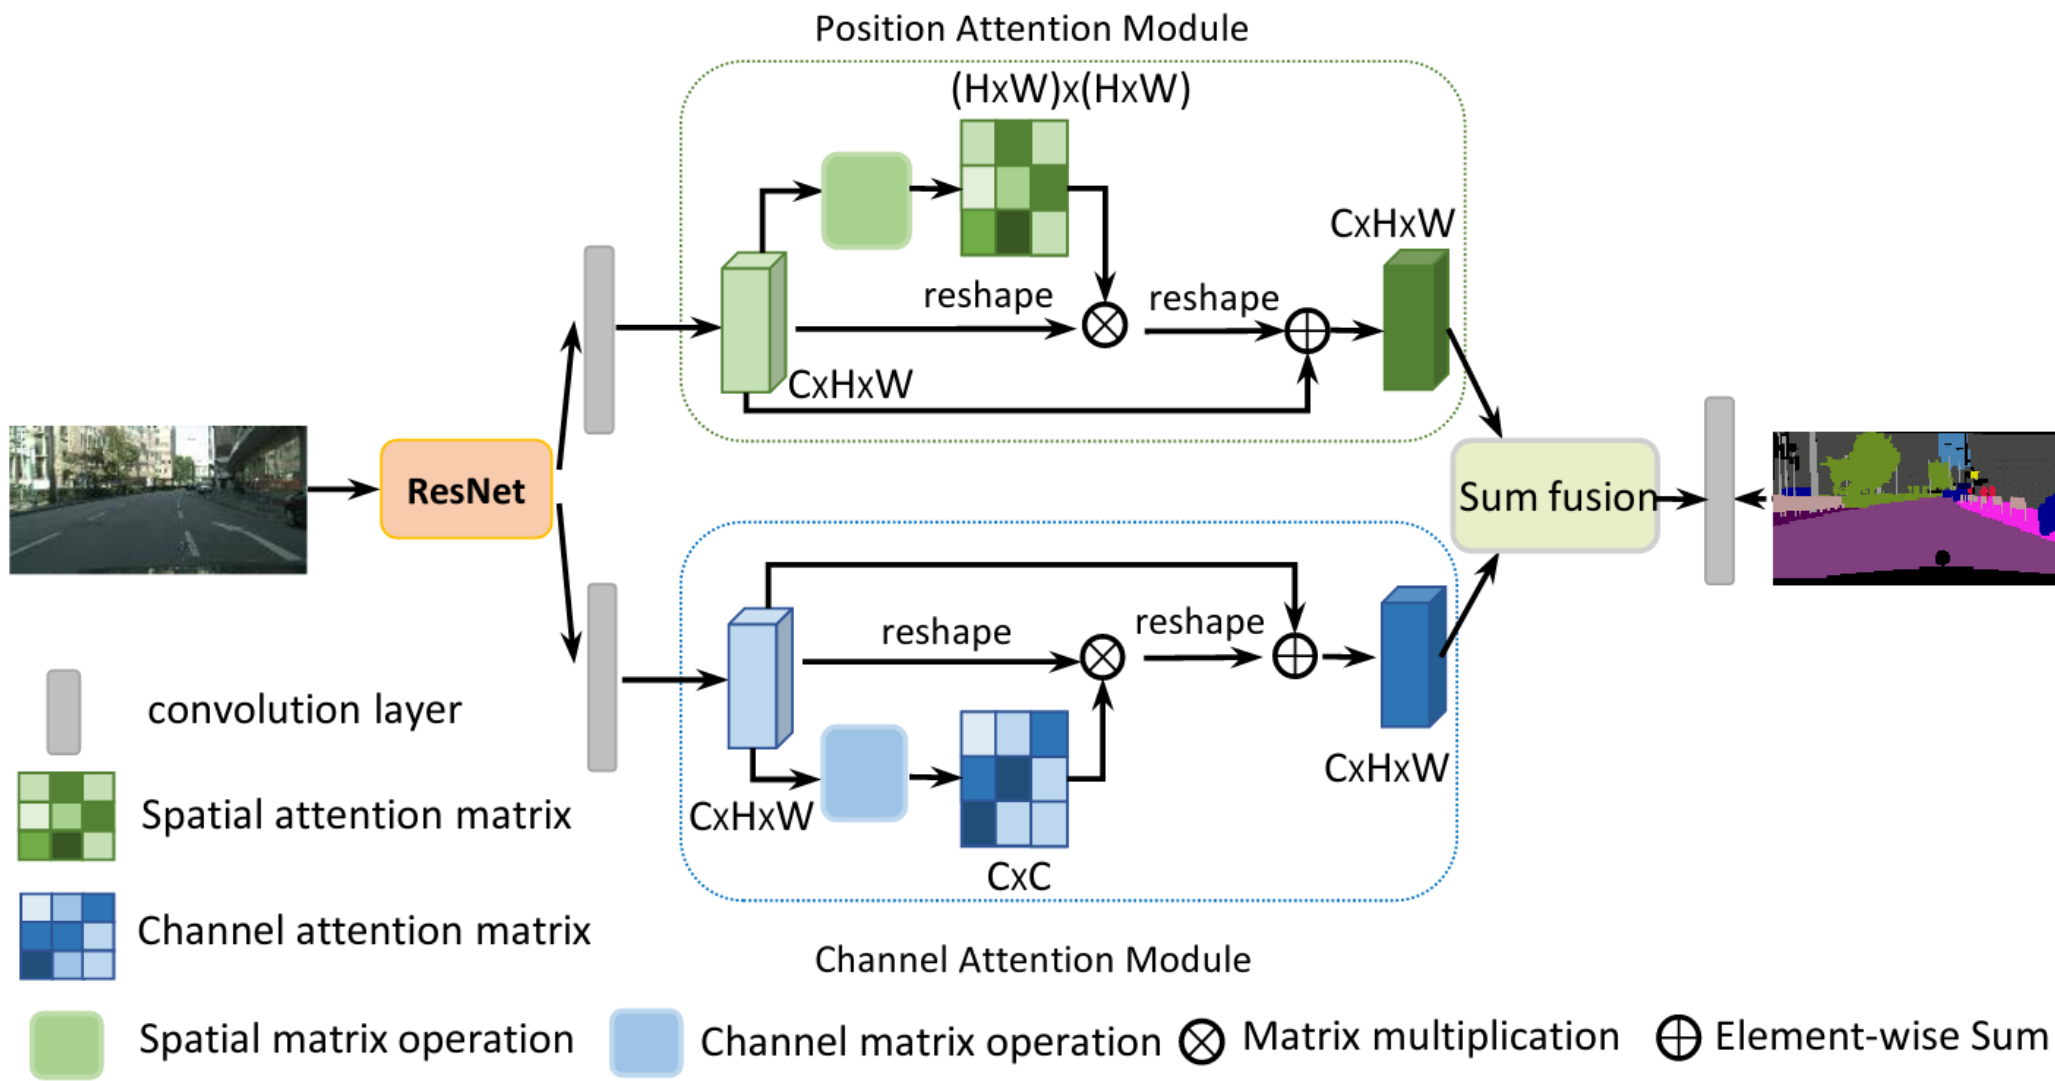 Position Attention Module
(HxW)x(HxW)
CxHxW
reshape
reshape
CxHxW
ResNet
Sum fusion
reshape
reshape
CxHxW
CxHxW
CxC
Channel Attention Module
convolution layer
Spatial attention matrix
Channel attention matrix
Spatial matrix operation
Channel matrix operation
Matrix multiplication
Element-wise Sum